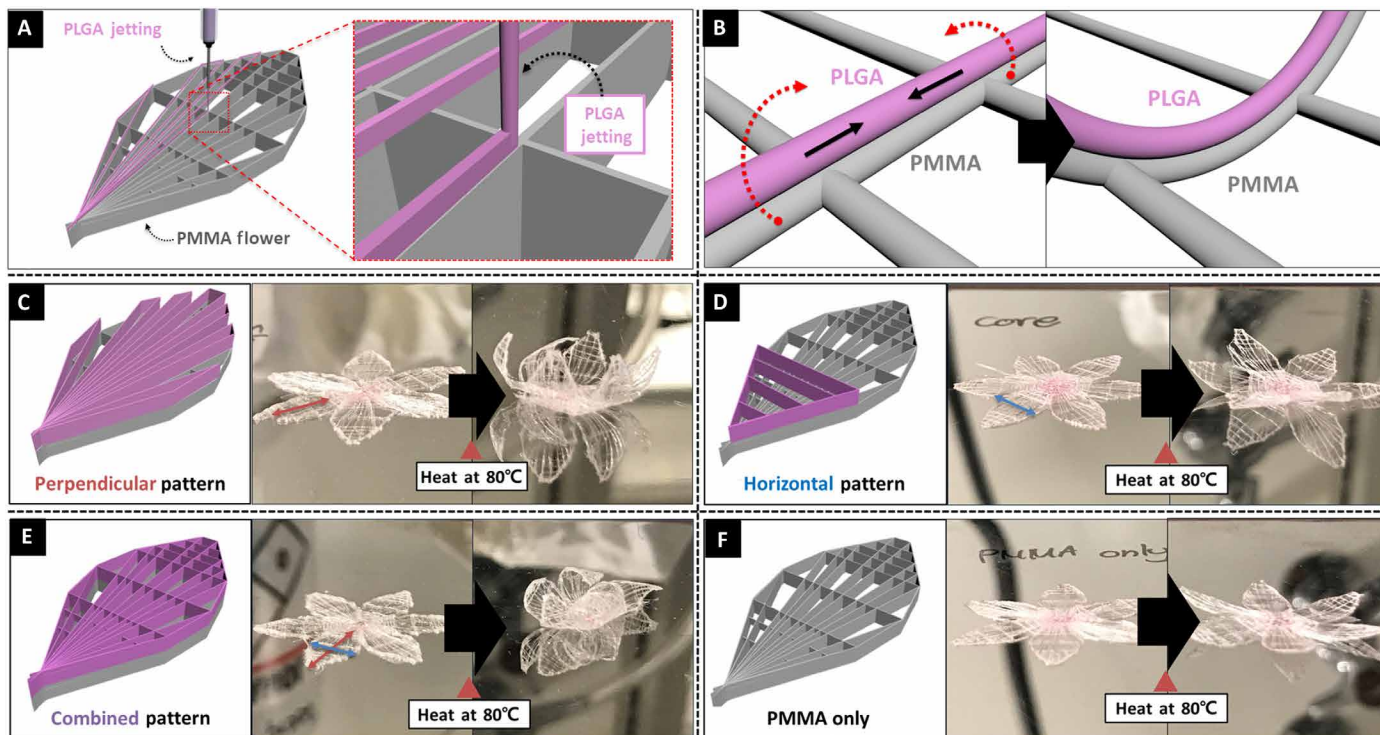 A
PLGA jetting
PMMA flower
PLGA
jetting
B
PLGA
PMMA
PLGA
PMMA
C
Perpendicular pattern
Heat at 80℃
D
Horizontal pattern
core
Heat at 80℃
E
Combined pattern
Heat at 80℃
F
PMMA only
PMMA only
Heat at 80℃